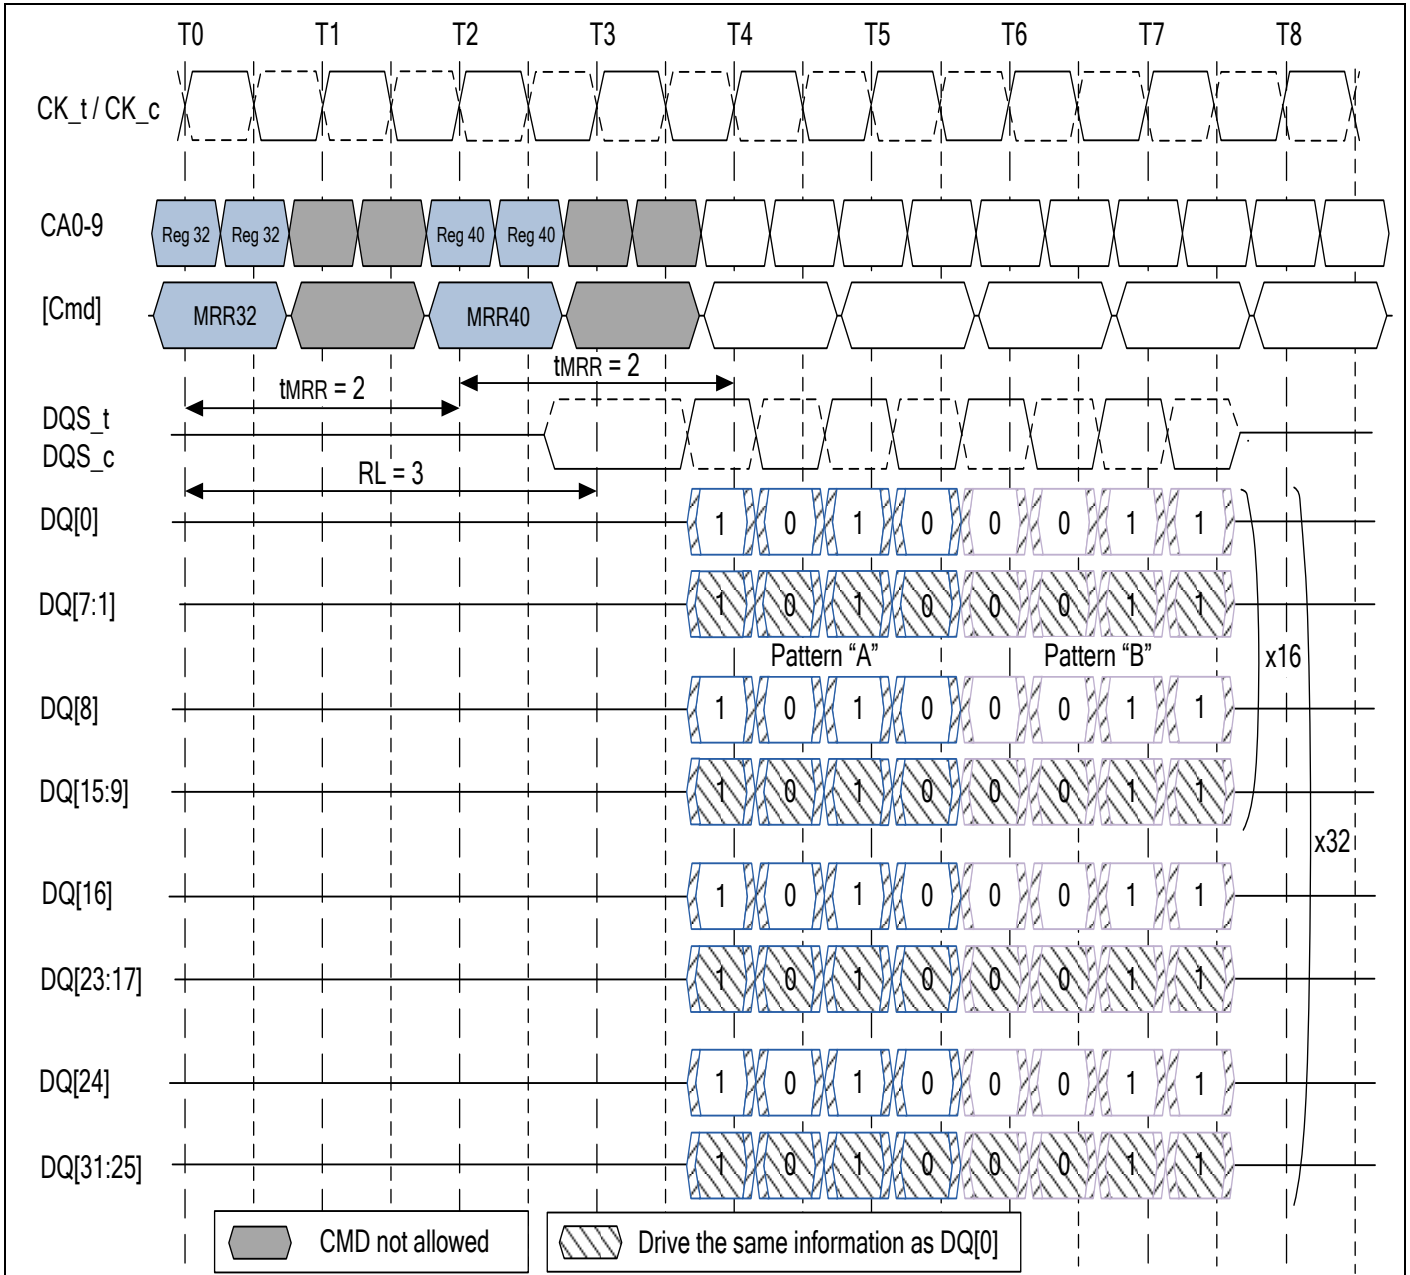 T0 T1 T2 T3 T4 T5 T6 T7 T8
CK_t / CK_c
CA0-9 Reg 32 Reg 32 Reg 40 Reg 40
[Cmd] MRR32 MRR40
tMRR = 2 tMRR = 2
DQS_t
DQS_c
RL = 3
DQ[0] 1 0 1 0 0 0 1 1
DQ[7:1] 1 0 1 0 0 0 1 1
Pattern “A” Pattern “B” x16
DQ[8] 1 0 1 0 0 0 1 1
DQ[15:9] 1 0 1 0 0 0 1 1
x32
DQ[16] 1 0 1 0 0 0 1 1
DQ[23:17] 1 0 1 0 0 0 1 1
DQ[24] 1 0 1 0 0 0 1 1
DQ[31:25] 1 0 1 0 0 0 1 1
CMD not allowed Drive the same information as DQ[0]